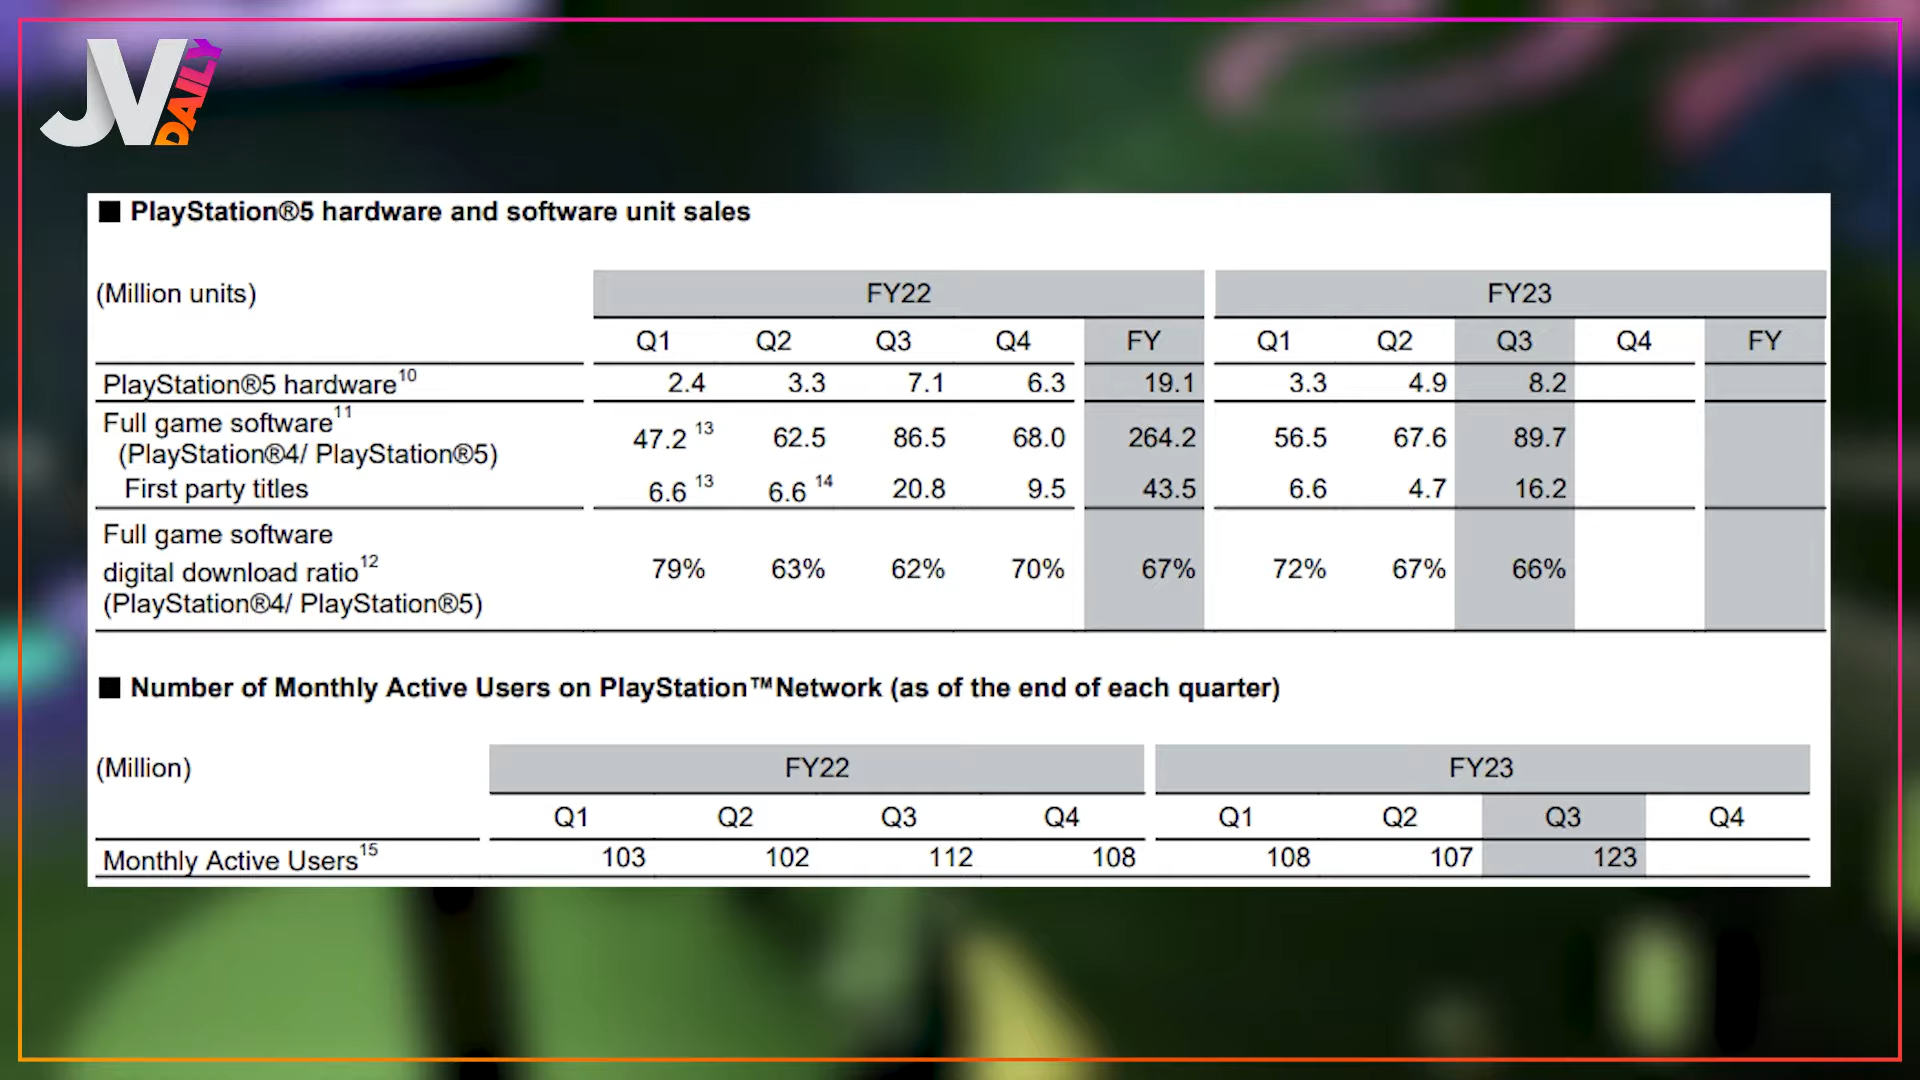 JV DAILY
■ PlayStation®5 hardware and software unit sales
(Million units) FY22 FY23
Q1 Q2 Q3 Q4 FY Q1 Q2 Q3 Q4 FY
PlayStation®5 hardware10 2.4 3.3 7.1 6.3 19.1 3.3 4.9 8.2
Full game software11
(PlayStation®4/ PlayStation®5) 47.2 13 62.5 86.5 68.0 264.2 56.5 67.6 89.7
First party titles 6.6 13 6.6 14 20.8 9.5 43.5 6.6 4.7 16.2
Full game software
digital download ratio12 79% 63% 62% 70% 67% 72% 67% 66%
(PlayStation®4/ PlayStation®5)
■ Number of Monthly Active Users on PlayStation™Network (as of the end of each quarter)
(Million) FY22 FY23
Q1 Q2 Q3 Q4 Q1 Q2 Q3 Q4
Monthly Active Users15 103 102 112 108 108 107 123